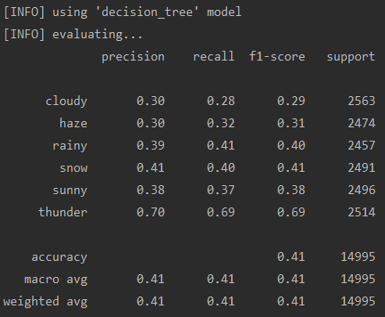 [INFO] using 'decision_tree' model
[INFO] evaluating...
precision recall f1-score support
cloudy 0.30 0.28 0.29 2563
haze 0.30 0.32 0.31 2474
rainy 0.39 0.41 0.40 2457
snow 0.41 0.40 0.41 2491
sunny 0.38 0.37 0.38 2496
thunder 0.70 0.69 0.69 2514
accuracy 0.41 14995
macro avg 0.41 0.41 0.41 14995
weighted avg 0.41 0.41 0.41 14995